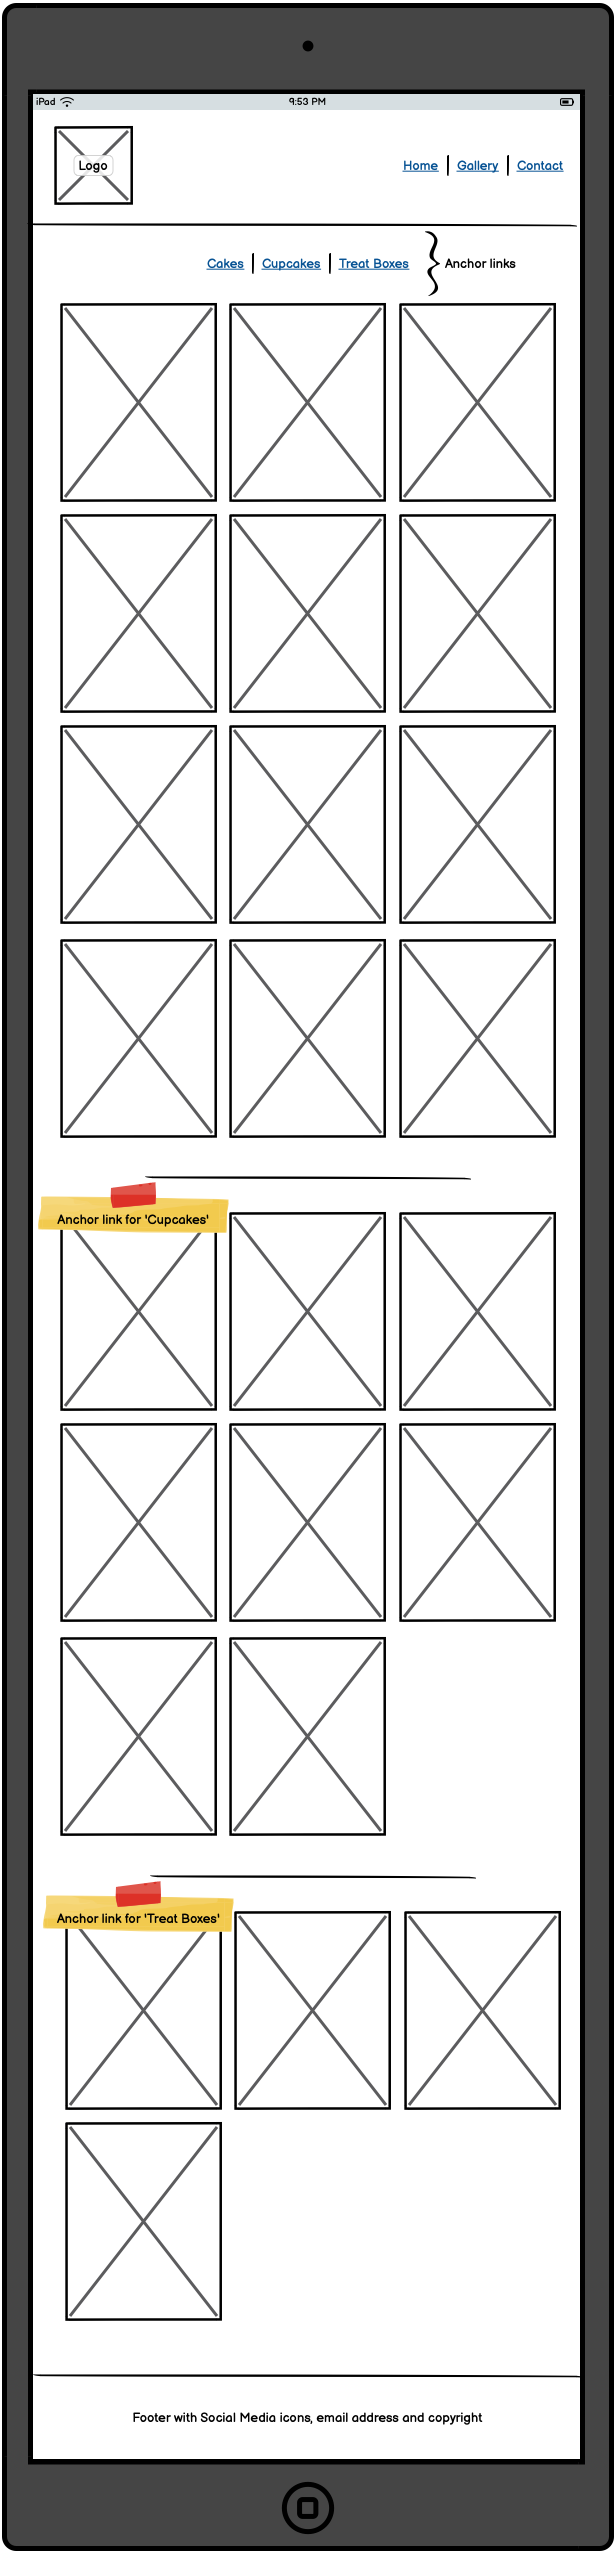 iPad 9:53 PM
Logo
Home Gallery Contact
Cakes Cupcakes Treat Boxes Anchor links
Anchor link for 'Cupcakes'
Anchor link for 'Treat Boxes'
Footer with Social Media icons, email address and copyright